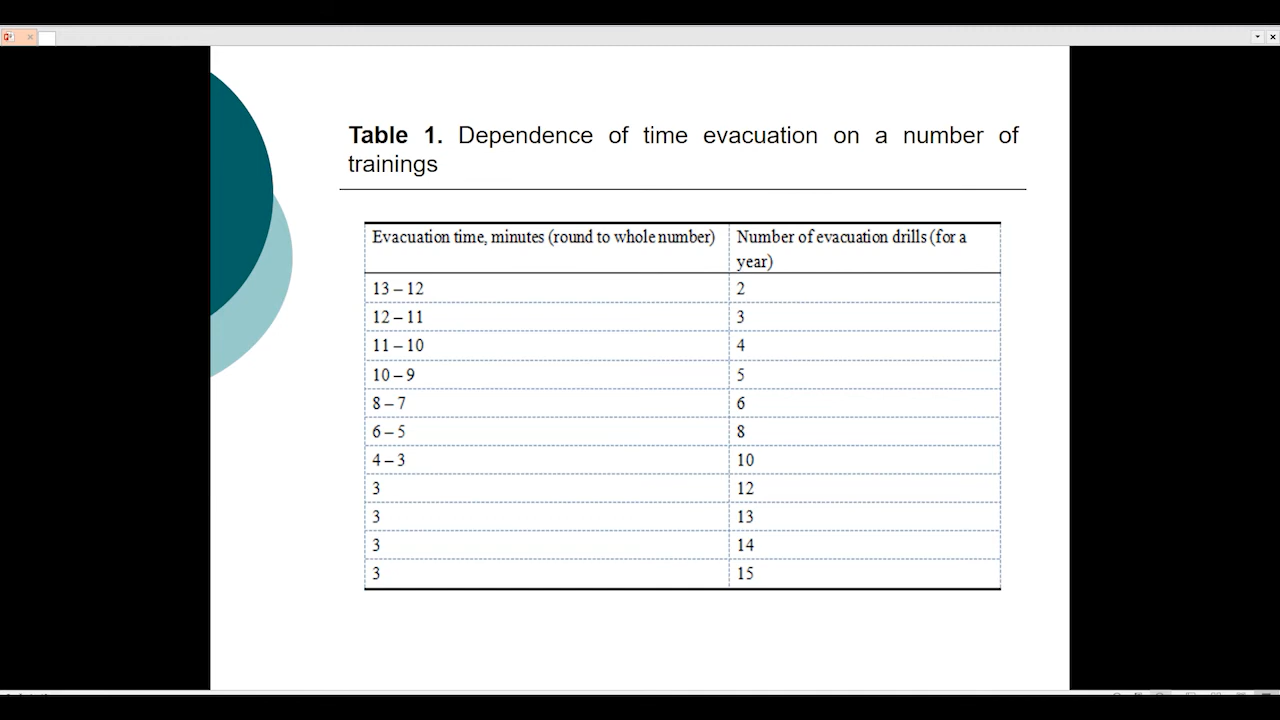 Table 1. Dependence of time evacuation on a number of
trainings
Evacuation time, minutes (round to whole number) Number of evacuation drills (for a
year)
13 – 12 2
12 – 11 3
11 – 10 4
10 – 9 5
8 – 7 6
6 – 5 8
4 – 3 10
3 12
3 13
3 14
3 15